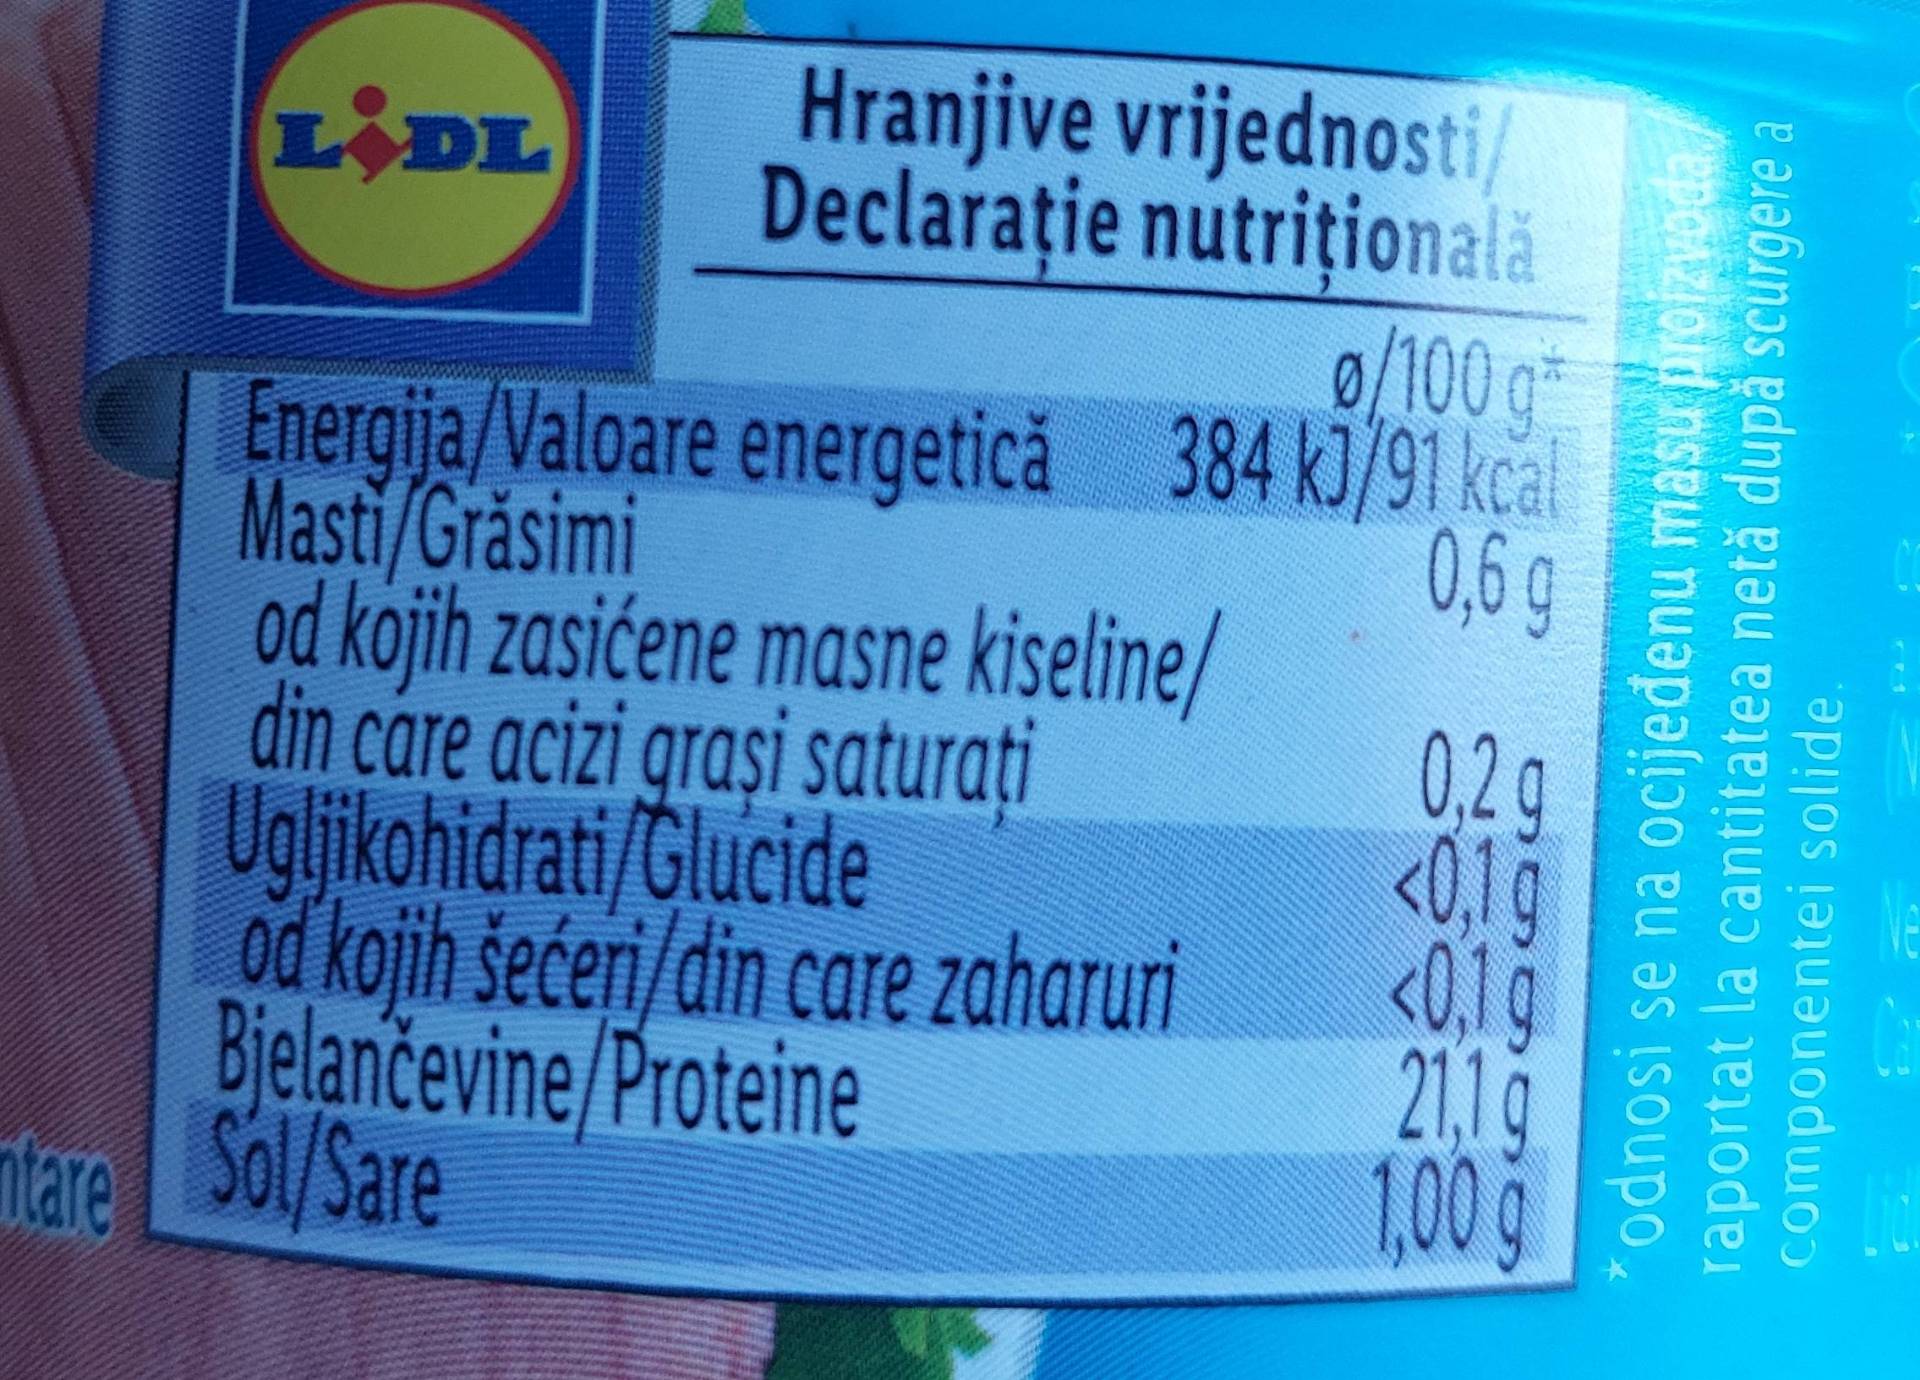 LIDL
Hranjive vrijednosti/
Declarație nutrițională
ø/100 g*
Energija/Valoare energetică 384 kJ/91 kcal
Masti/Grăsimi 0,6 g
od kojih zasićene masne kiseline/
din care acizi grași saturați 0,2 g
Ugljikohidrati/Glucide <0,1 g
od kojih šećeri/din care zaharuri <0,1 g
Bjelančevine/Proteine 21,1 g
Sol/Sare 1,00 g
*odnosi se na ocijeđenu masu proizvoda/
raportat la cantitatea netă după scurgere a
componentei solide.